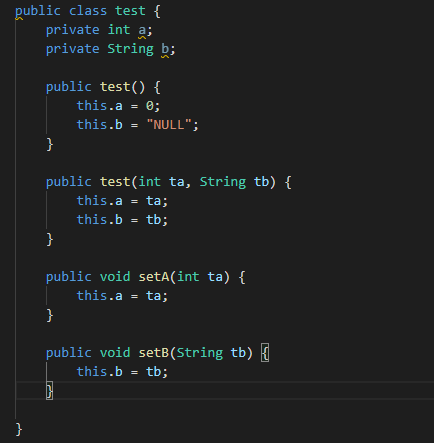 public class test {
    private int a;
    private String b;

    public test() {
        this.a = 0;
        this.b = "NULL";
    }

    public test(int ta, String tb) {
        this.a = ta;
        this.b = tb;
    }

    public void setA(int ta) {
        this.a = ta;
    }

    public void setB(String tb) {
        this.b = tb;
    }

}